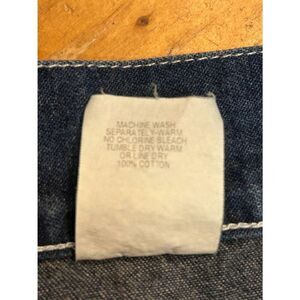 MACHINE WASH
SEPARATELY-WARM
NO CHLORINE BLEACH
TUMBLE DRY WARM
OR LINE DRY
100% COTTON